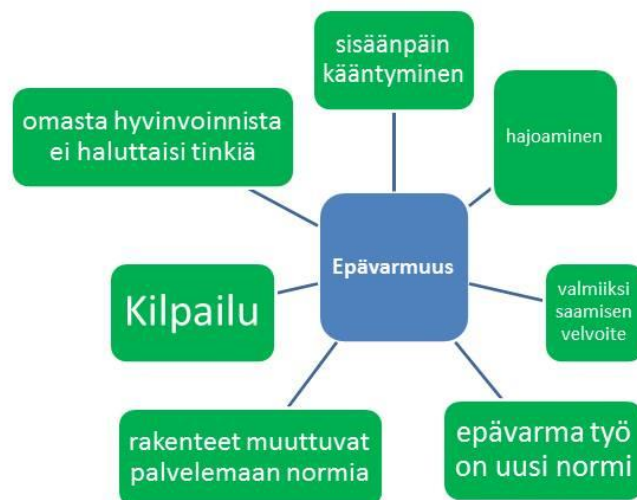 sisäänpäin
kääntyminen
omasta hyvinvoinnista
ei haluttaisi tinkiä
hajoaminen
Epävarmuus
Kilpailu
valmiiksi
saamisen
velvoite
rakenteet muuttuvat
palvelemaan normia
epävarma työ
on uusi normi